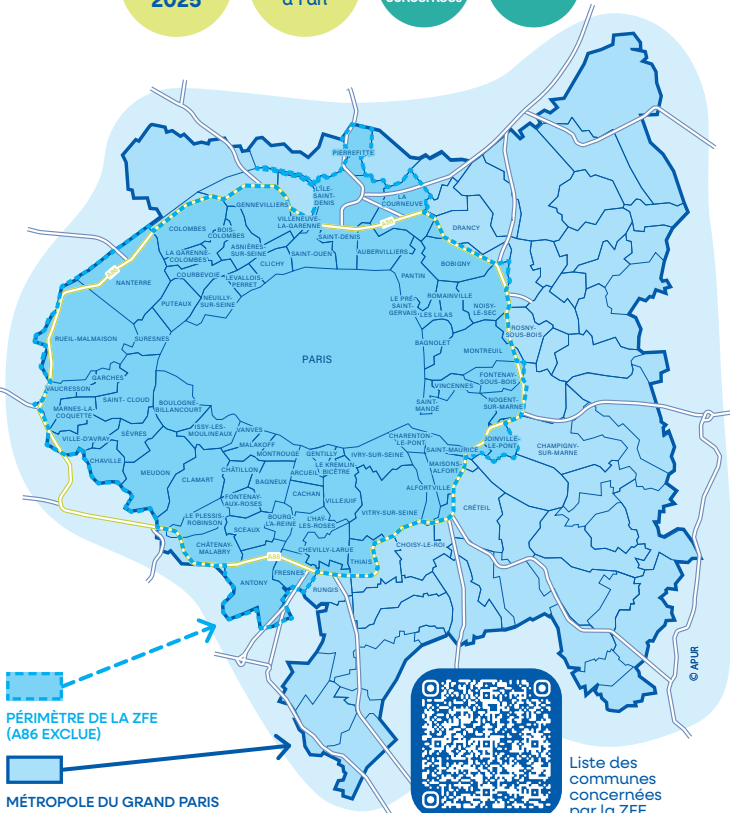 2025
à l'an
concernées
PIERREFITTE
L'ÎLE-
SAINT-
DENIS
LA
COURNEUVE
GENNEVILLIERS
VILLENEUVE-
LA-GARENNE
A86
SAINT-DENIS
DRANCY
COLOMBES
BOIS-
COLOMBES
ASNIÈRES
-SUR-SEINE
SAINT-OUEN
AUBERVILLIERS
LA GARENNE-
COLOMBES
CLICHY
BOBIGNY
A86
COURBEVOIE
LEVALLOIS-
PERRET
PANTIN
NANTERRE
PUTEAUX
NEUILLY-
SUR-SEINE
LE PRÉ-
SAINT-
GERVAIS
ROMAINVILLE
LES LILAS
NOISY-
LE-SEC
ROSNY-
SOUS-BOIS
RUEIL-MALMAISON
SURESNES
BAGNOLET
MONTREUIL
PARIS
GARCHES
VAUCRESSON
FONTENAY-
SOUS-BOIS
VINCENNES
SAINT- CLOUD
MARNES-LA-
COQUETTE
BOULOGNE-
BILLANCOURT
SAINT-
MANDÉ
NOGENT-
SUR-MARNE
VILLE-D'AVRAY
SÈVRES
ISSY-LES-
MOULINEAUX
VANVES
MALAKOFF
CHARENTON-
LE-PONT
SAINT-MAURICE
JOINVILLE-
LE-PONT
CHAMPIGNY-
SUR-MARNE
CHAVILLE
MEUDON
MONTROUGE
GENTILLY
IVRY-SUR-SEINE
CLAMART
CHÂTILLON
ARCUEIL
LE KREMLIN-
BICÊTRE
MAISONS-
ALFORT
BAGNEUX
ALFORTVILLE
FONTENAY-
AUX-ROSES
CACHAN
VILLEJUIF
CRÉTEIL
LE PLESSIS-
ROBINSON
SCEAUX
BOURG-
L'A-REINE
L'HAŸ-
LES-ROSES
VITRY-SUR-SEINE
CHÂTENAY-
MALABRY
CHEVILLY-LARUE
CHOISY-LE-ROI
A86
THIAIS
ANTONY
FRESNES
RUNGIS
© APUR
PÉRIMÈTRE DE LA ZFE
(A86 EXCLUE)
MÉTROPOLE DU GRAND PARIS
Liste des
communes
concernées
par la ZFE